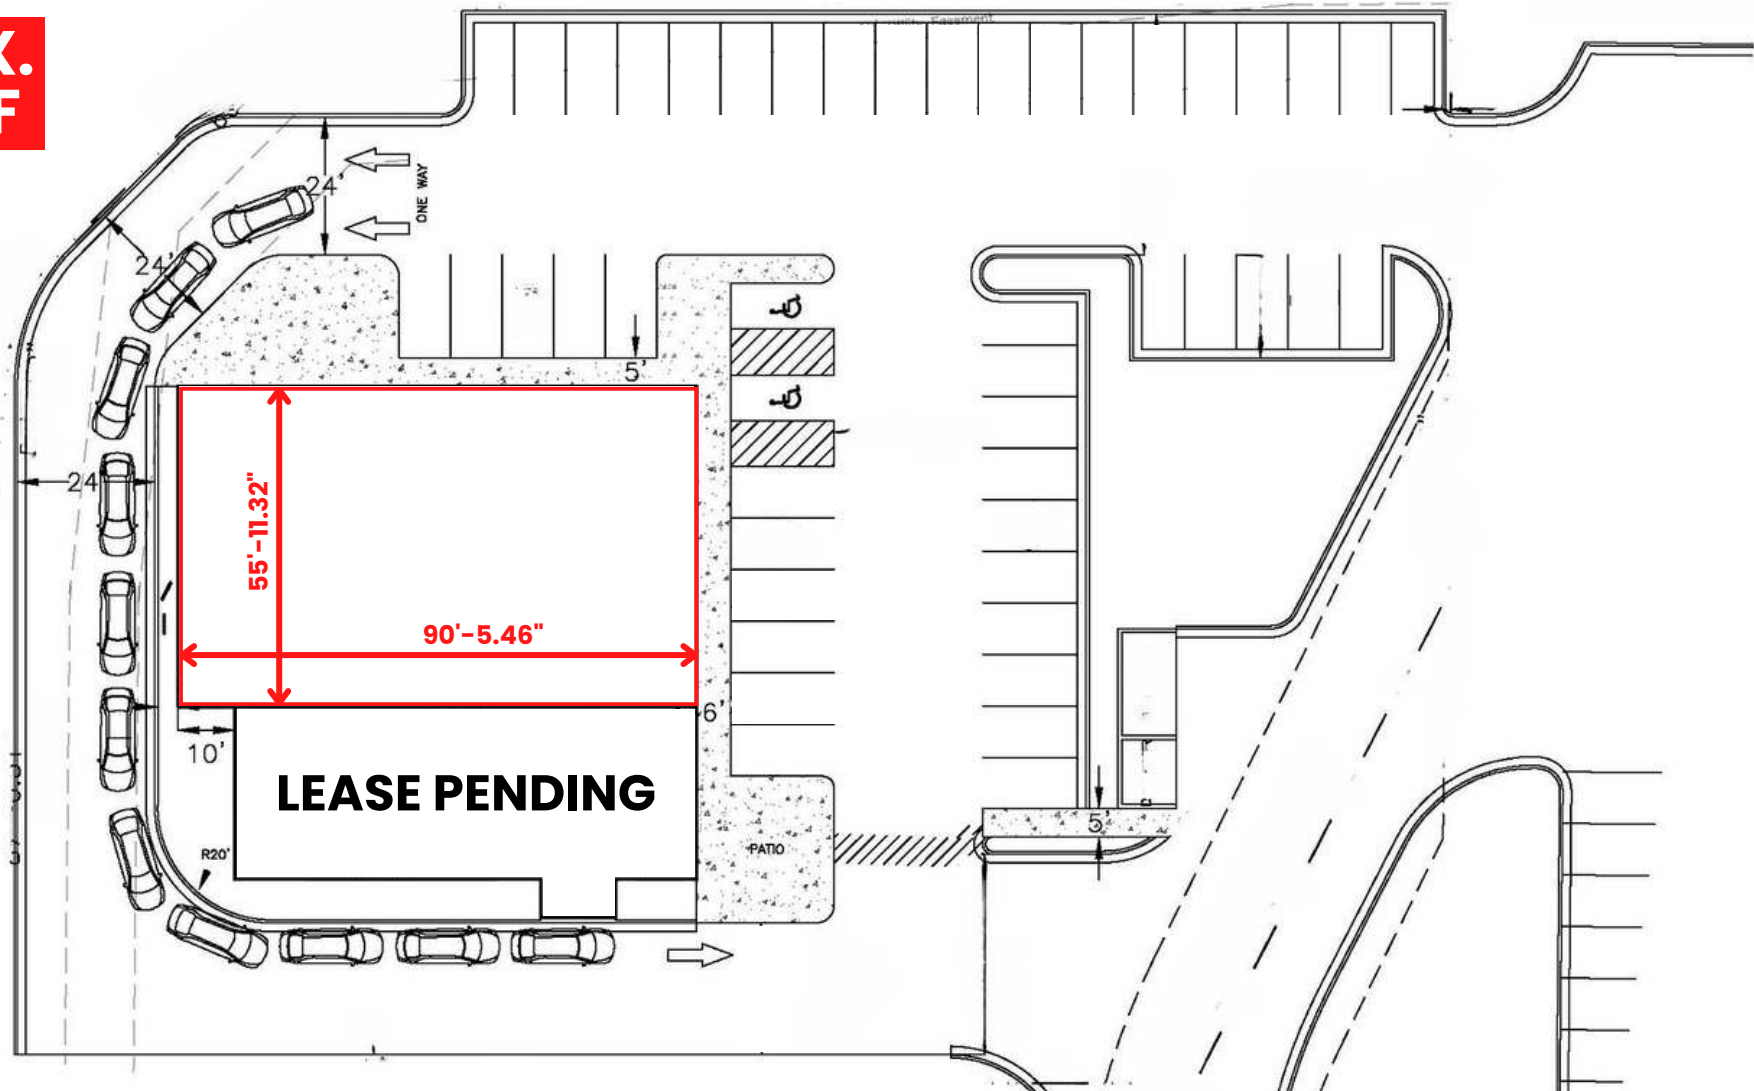 X.
F
Easement
24'
ONE WAY
24'
5'
24
55'-11.32"
90'-5.46"
6'
10'
LEASE PENDING
5'
R20'
PATIO